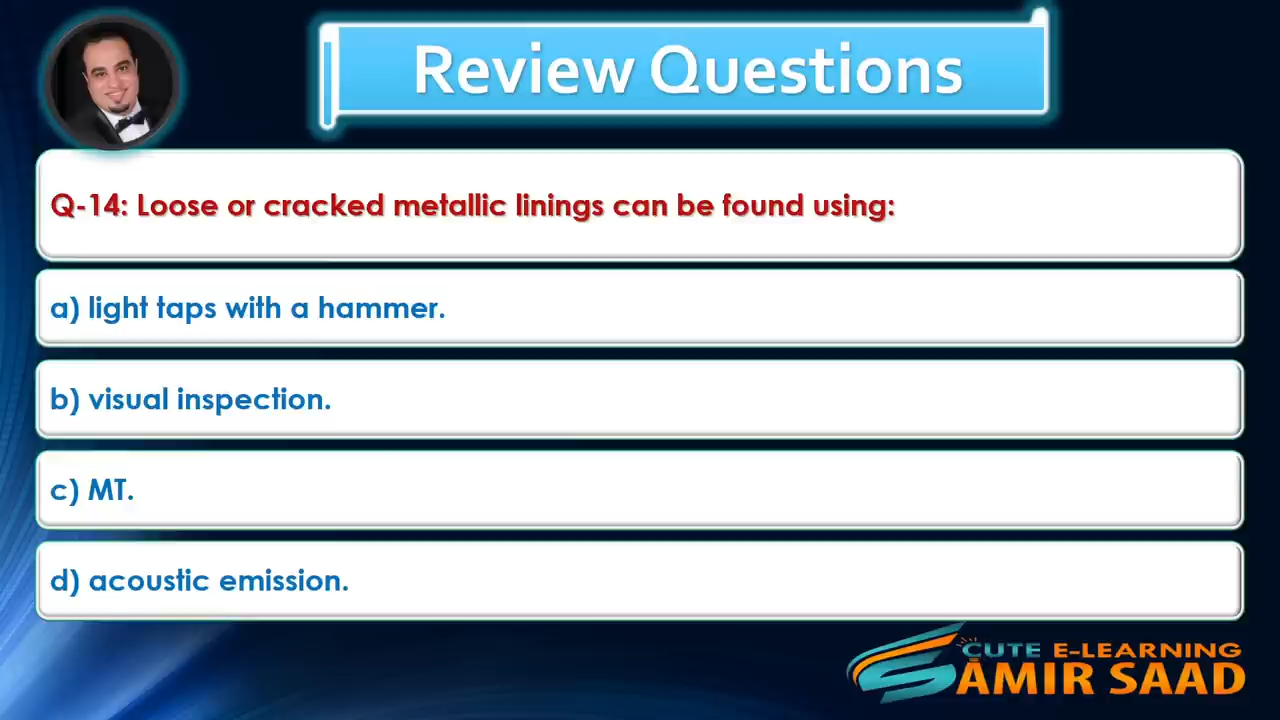 Review Questions
Q-14: Loose or cracked metallic linings can be found using:
a) light taps with a hammer.
b) visual inspection.
c) MT.
d) acoustic emission.
CUTE E-LEARNING
AMIR SAAD